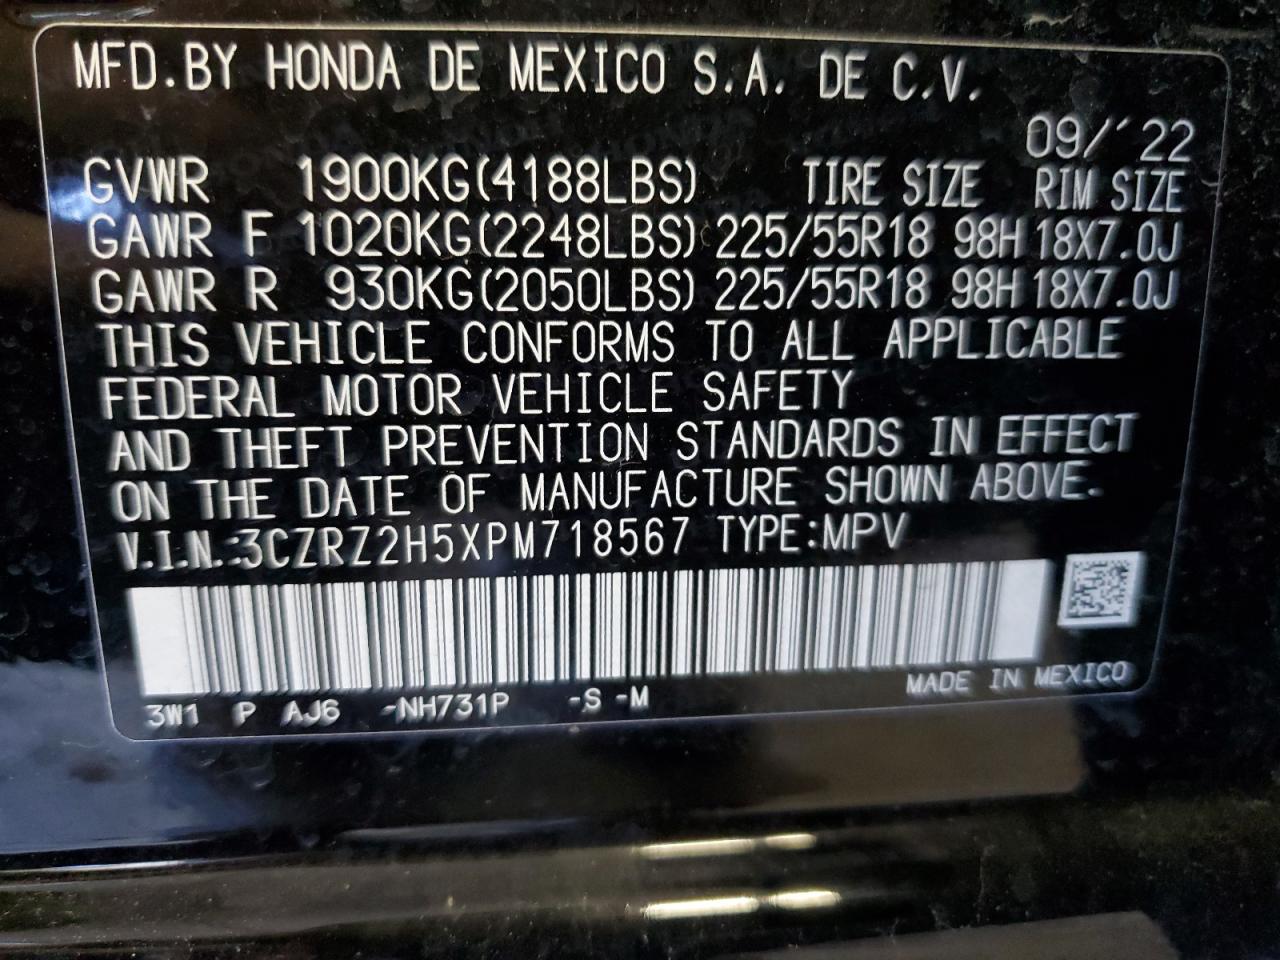 MFD.BY HONDA DE MEXICO S.A. DE C.V.
09/'22
GVWR 1900KG(4188LBS) TIRE SIZE RIM SIZE
GAWR F 1020KG(2248LBS) 225/55R18 98H 18X7.0J
GAWR R 930KG(2050LBS) 225/55R18 98H 18X7.0J
THIS VEHICLE CONFORMS TO ALL APPLICABLE
FEDERAL MOTOR VEHICLE SAFETY
AND THEFT PREVENTION STANDARDS IN EFFECT
ON THE DATE OF MANUFACTURE SHOWN ABOVE.
V.I.N.:3CZRZ2H5XPM718567 TYPE:MPV
MADE IN MEXICO
3W1 P AJ6 -NH731P -S -M